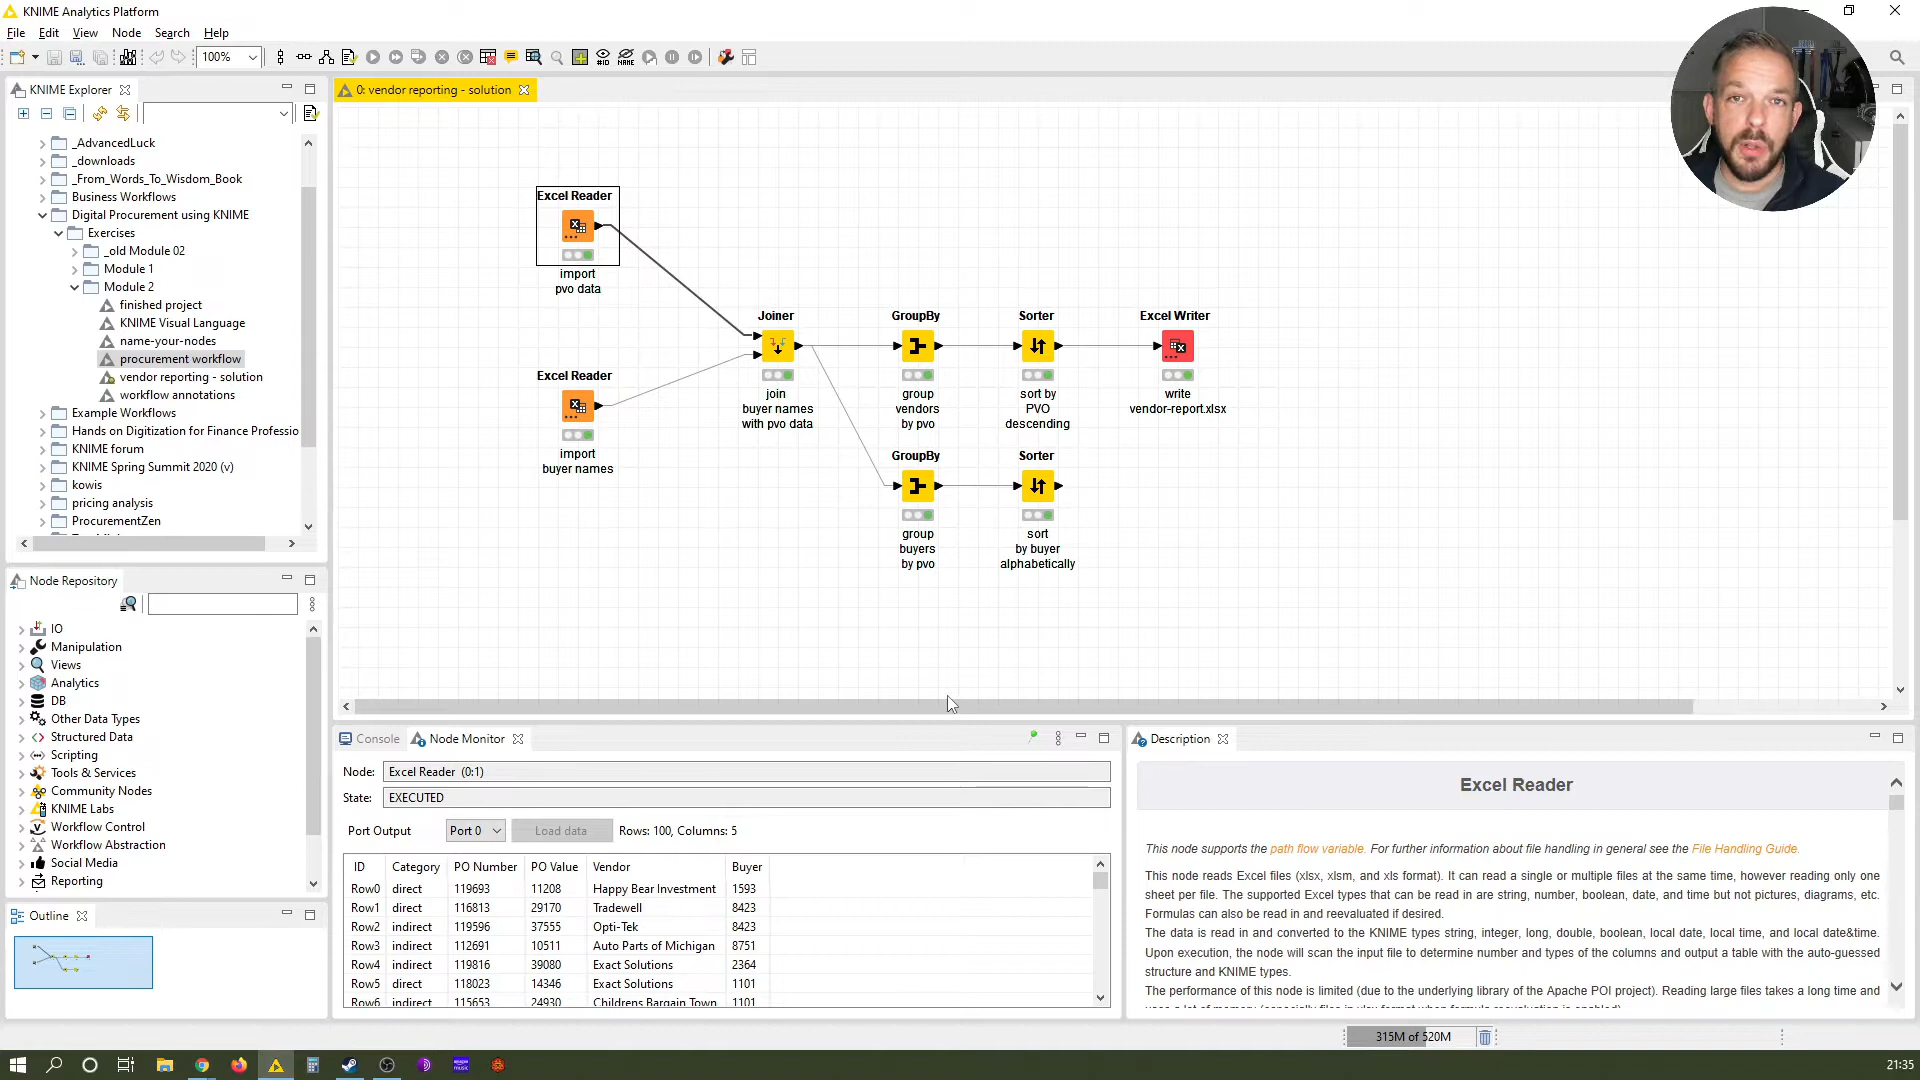 KNIME Analytics Platform
File Edit View Node Search Help
100%
#ID
NAME
KNIME Explorer
_AdvancedLuck
_downloads
_From_Words_To_Wisdom_Book
Business Workflows
Digital Procurement using KNIME
Exercises
_old Module 02
Module 1
Module 2
finished project
KNIME Visual Language
name-your-nodes
procurement workflow
vendor reporting - solution
workflow annotations
Example Workflows
Hands on Digitization for Finance Professio
KNIME forum
KNIME Spring Summit 2020 (v)
kowis
pricing analysis
ProcurementZen
Node Repository
IO
Manipulation
Views
Analytics
DB
Other Data Types
Structured Data
Scripting
Tools & Services
Community Nodes
KNIME Labs
Workflow Control
Workflow Abstraction
Social Media
Reporting
Outline
0: vendor reporting - solution
Excel Reader
import
pvo data
Excel Reader
import
buyer names
Joiner
join
buyer names
with pvo data
GroupBy
group
vendors
by pvo
Sorter
sort by
PVO
descending
Excel Writer
write
vendor-report.xlsx
GroupBy
group
buyers
by pvo
Sorter
sort
by buyer
alphabetically
Console Node Monitor
Node: Excel Reader (0:1)
State: EXECUTED
Port Output Port 0 Load data Rows: 100, Columns: 5
ID Category PO Number PO Value Vendor Buyer
Row0 direct 119693 11208 Happy Bear Investment 1593
Row1 direct 116813 29170 Tradewell 8423
Row2 indirect 119596 37555 Opti-Tek 8423
Row3 indirect 112691 10511 Auto Parts of Michigan 8751
Row4 indirect 119816 39080 Exact Solutions 2364
Row5 direct 118023 14346 Exact Solutions 1101
Row6 indirect 115653 24930 Childrens Bargain Town 1101
Description
Excel Reader
This node supports the path flow variable. For further information about file handling in general see the File Handling Guide.
This node reads Excel files (xlsx, xlsm, and xls format). It can read a single or multiple files at the same time, however reading only one
sheet per file. The supported Excel types that can be read in are string, number, boolean, date, and time but not pictures, diagrams, etc.
Formulas can also be read in and reevaluated if desired.
The data is read in and converted to the KNIME types string, integer, long, double, boolean, local date, local time, and local date&time.
Upon execution, the node will scan the input file to determine number and types of the columns and output a table with the auto-guessed
structure and KNIME types.
The performance of this node is limited (due to the underlying library of the Apache POI project). Reading large files takes a long time and
315M of 520M
21:35